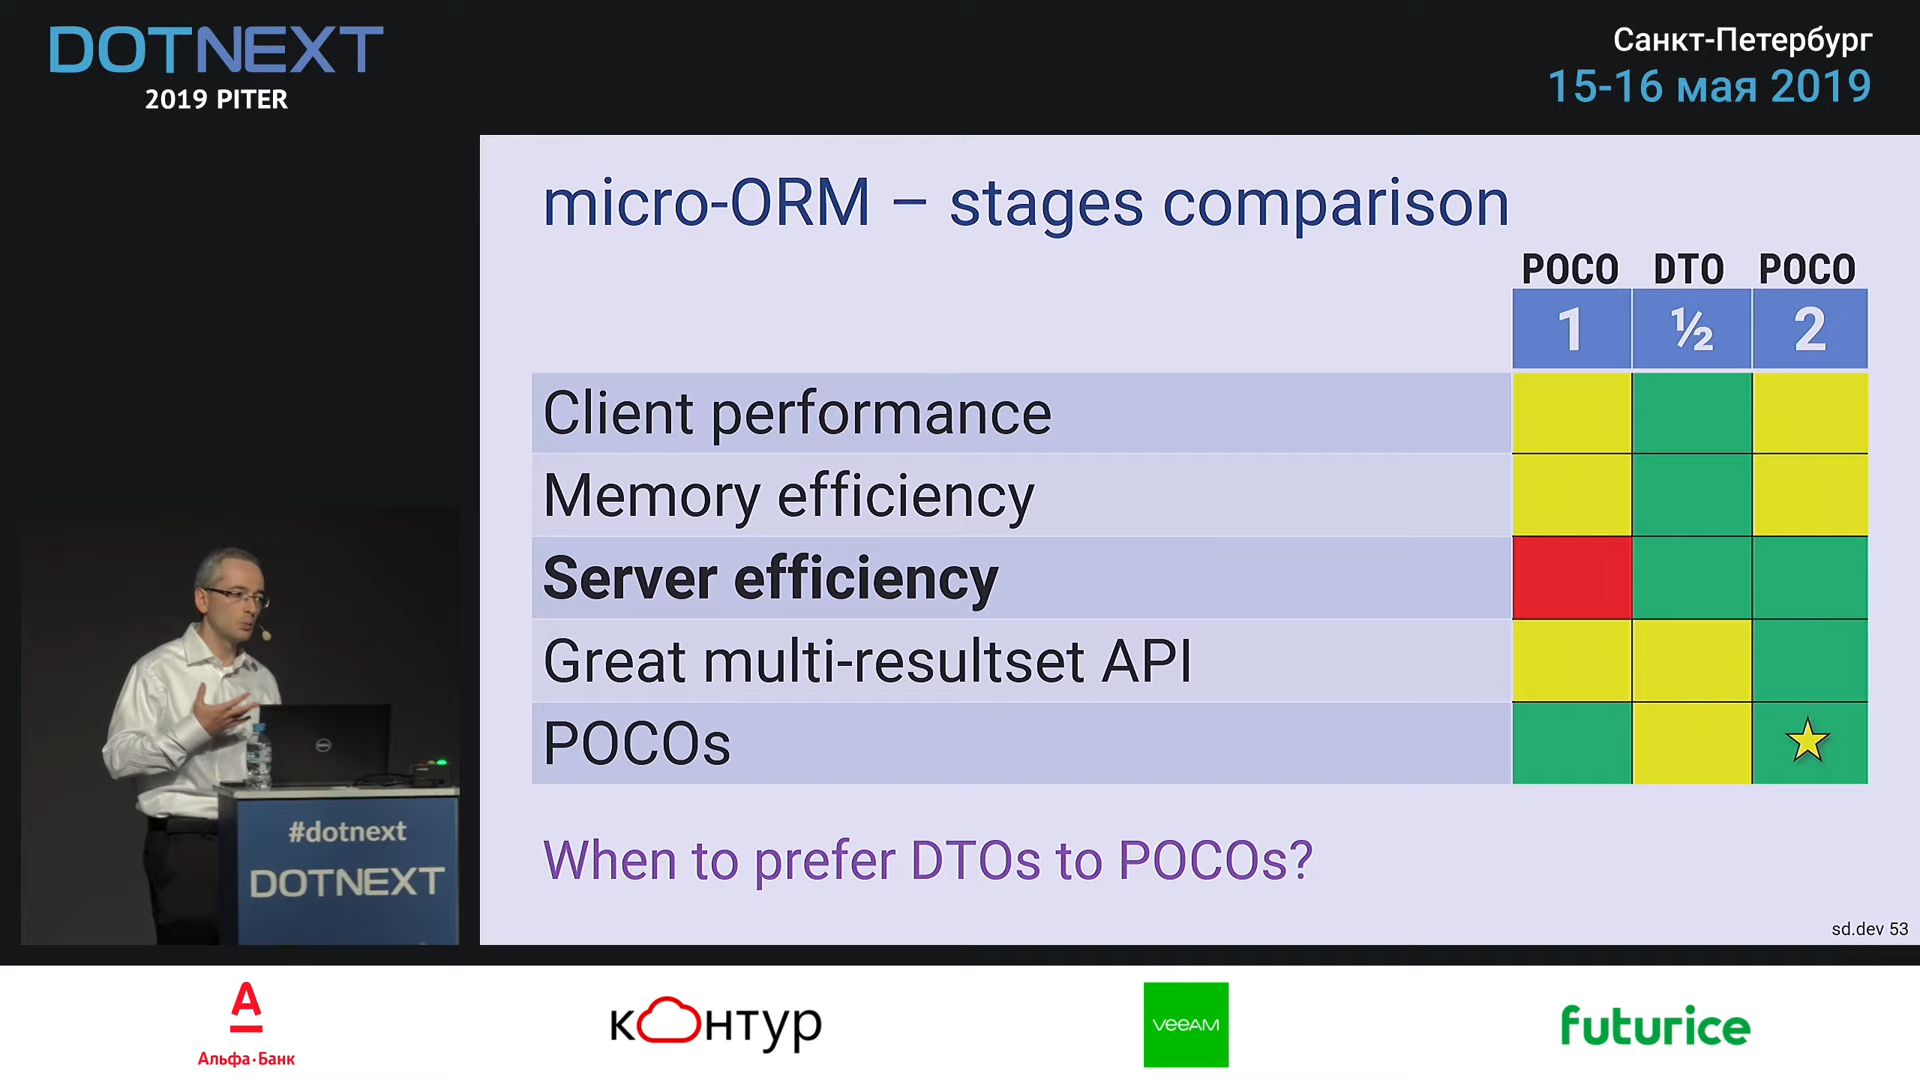 DOTNEXT
2019 PITER
Санкт-Петербург
15-16 мая 2019
micro-ORM – stages comparison
POCO DTO POCO
1 ½ 2
Client performance
Memory efficiency
Server efficiency
Great multi-resultset API
POCOs
When to prefer DTOs to POCOs?
sd.dev 53
#dotnext
DOTNEXT
DELL
А
Альфа·Банк
контур
veeAM
futurice